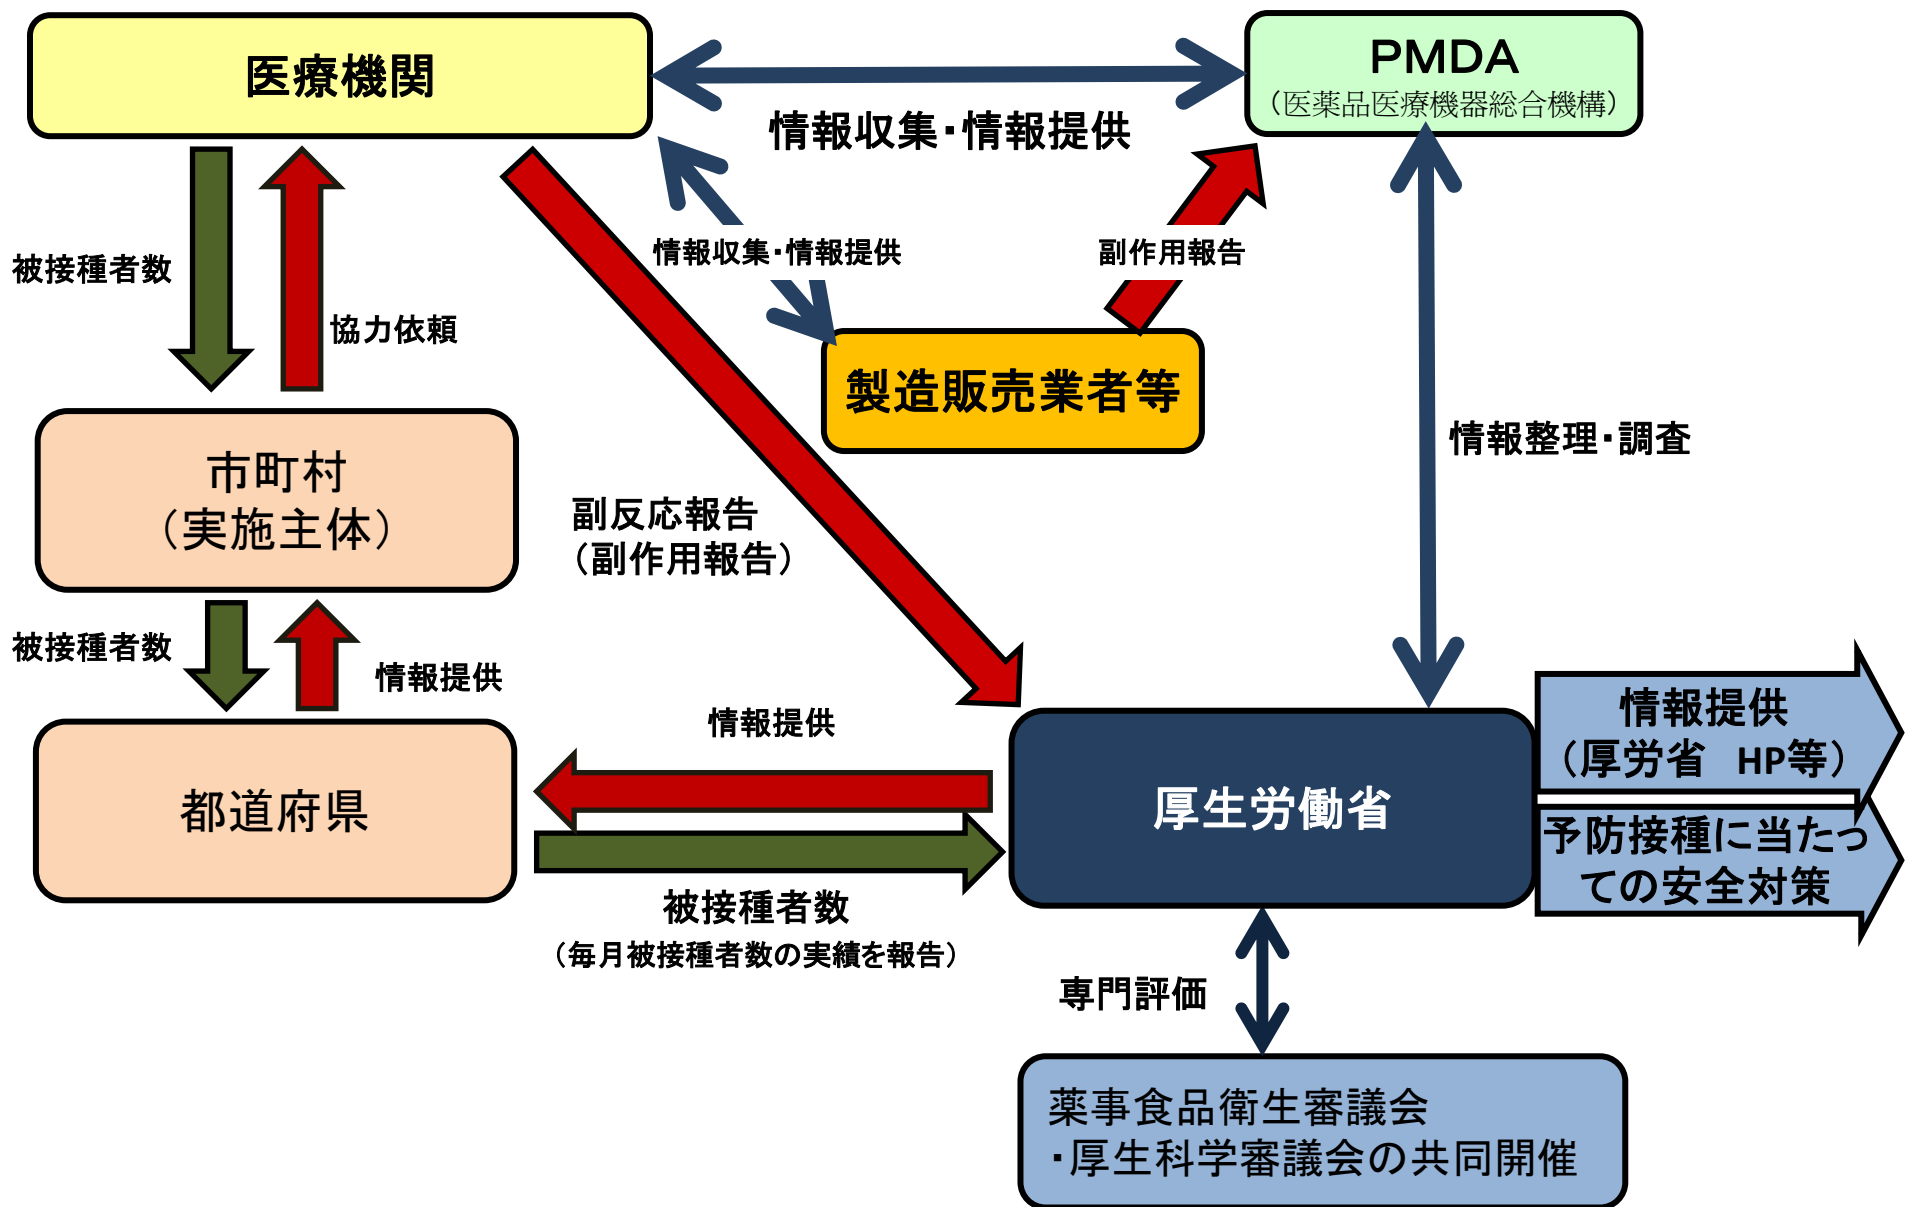 医療機関
PMDA
（医薬品医療機器総合機構）
情報収集・情報提供
情報収集・情報提供
副作用報告
被接種者数
協力依頼
製造販売業者等
情報整理・調査
市町村
（実施主体）
副反応報告
（副作用報告）
被接種者数
情報提供
情報提供
情報提供
（厚労省　HP等）
都道府県
厚生労働省
予防接種に当たっ
ての安全対策
被接種者数
（毎月被接種者数の実績を報告）
専門評価
薬事食品衛生審議会
・厚生科学審議会の共同開催